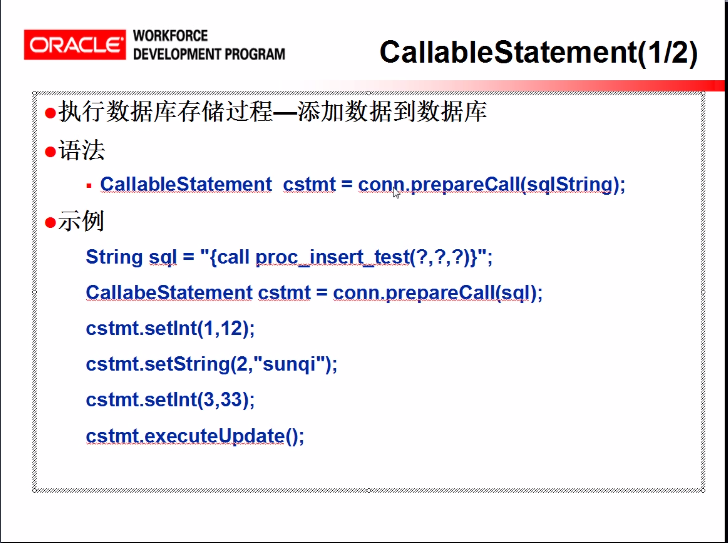 ORACLE
WORKFORCE
DEVELOPMENT PROGRAM
CallableStatement(1/2)
●执行数据库存储过程—添加数据到数据库
●语法
▪ CallableStatement cstmt = conn.prepareCall(sqlString);
●示例
String sql = "{call proc_insert_test(?,?,?)}";
CallabeStatement cstmt = conn.prepareCall(sql);
cstmt.setInt(1,12);
cstmt.setString(2,"sunqi");
cstmt.setInt(3,33);
cstmt.executeUpdate();